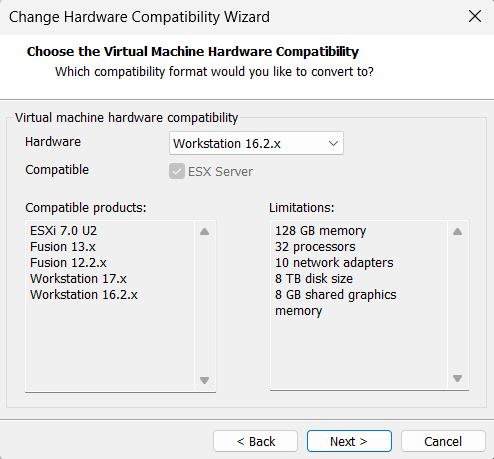 Change Hardware Compatibility Wizard
Choose the Virtual Machine Hardware Compatibility
Which compatibility format would you like to convert to?
Virtual machine hardware compatibility
Hardware
Workstation 16.2.x
Compatible
ESX Server
Compatible products:
ESXi 7.0 U2
Fusion 13.x
Fusion 12.2.x
Workstation 17.x
Workstation 16.2.x
Limitations:
128 GB memory
32 processors
10 network adapters
8 TB disk size
8 GB shared graphics
memory
< Back
Next >
Cancel